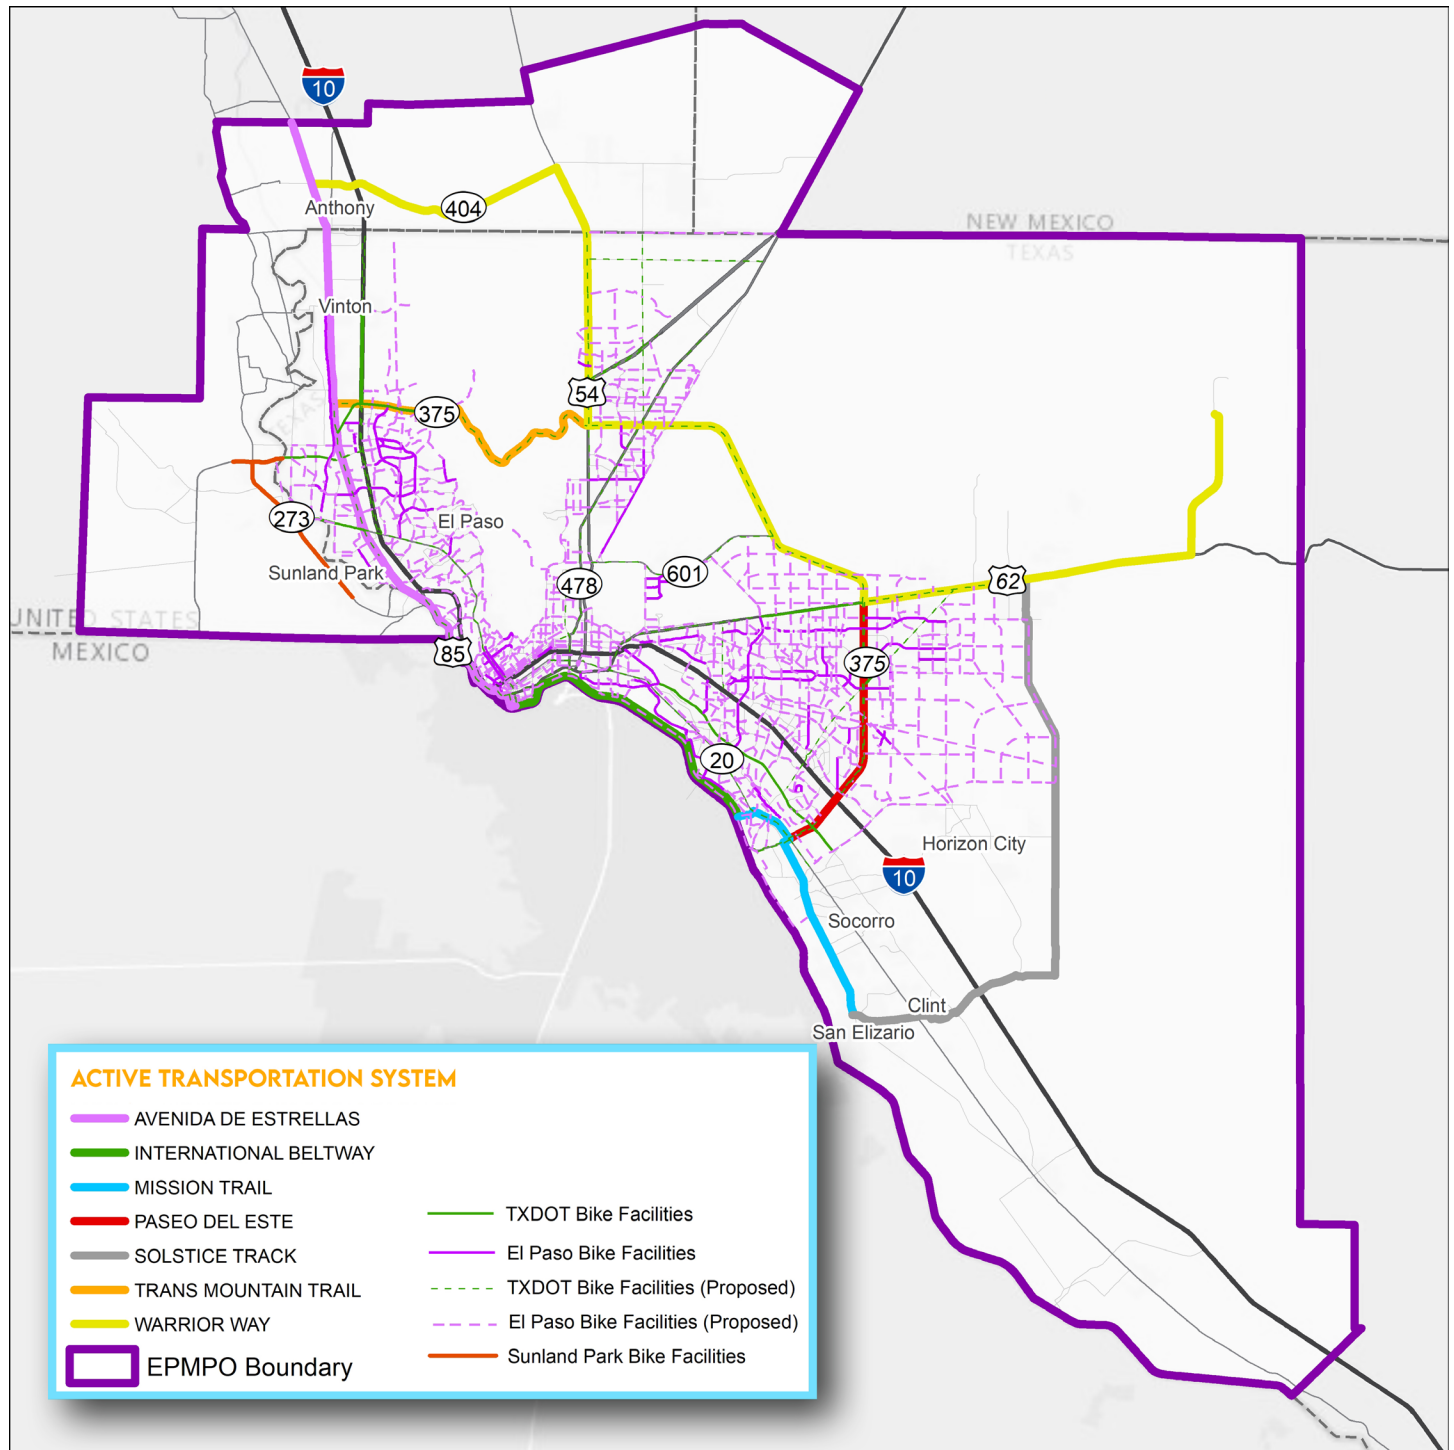 10
404
Anthony
NEW MEXICO
TEXAS
Vinton
54
TEXAS
375
273
El Paso
Sunland Park
478
601
62
UNITED STATES
MEXICO
85
375
20
Horizon City
10
Socorro
Clint
San Elizario
ACTIVE TRANSPORTATION SYSTEM
AVENIDA DE ESTRELLAS
INTERNATIONAL BELTWAY
MISSION TRAIL
PASEO DEL ESTE
SOLSTICE TRACK
TRANS MOUNTAIN TRAIL
WARRIOR WAY
EPMPO Boundary
TXDOT Bike Facilities
El Paso Bike Facilities
TXDOT Bike Facilities (Proposed)
El Paso Bike Facilities (Proposed)
Sunland Park Bike Facilities